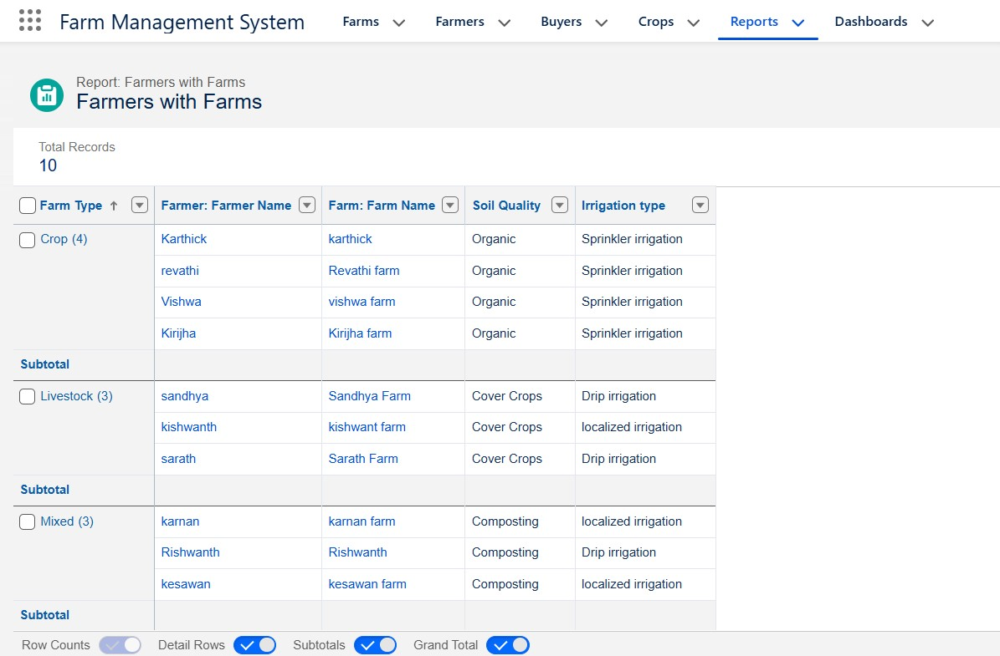 Farm Management System Farms Farmers Buyers Crops Reports Dashboards
Report: Farmers with Farms
Farmers with Farms
Total Records
10
Farm Type ↑ Farmer: Farmer Name Farm: Farm Name Soil Quality Irrigation type
Crop (4) Karthick karthick Organic Sprinkler irrigation
revathi Revathi farm Organic Sprinkler irrigation
Vishwa vishwa farm Organic Sprinkler irrigation
Kirijha Kirijha farm Organic Sprinkler irrigation
Subtotal
Livestock (3) sandhya Sandhya Farm Cover Crops Drip irrigation
kishwanth kishwant farm Cover Crops localized irrigation
sarath Sarath Farm Cover Crops Drip irrigation
Subtotal
Mixed (3) karnan karnan farm Composting localized irrigation
Rishwanth Rishwanth Composting Drip irrigation
kesawan kesawan farm Composting localized irrigation
Subtotal
Row Counts Detail Rows Subtotals Grand Total